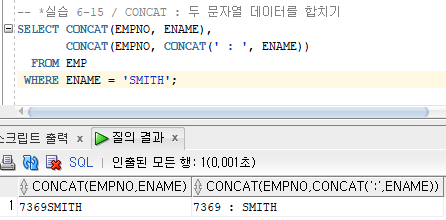 -- *실습 6-15 / CONCAT : 두 문자열 데이터를 합치기
SELECT CONCAT(EMPNO, ENAME),
CONCAT(EMPNO, CONCAT(' : ', ENAME))
FROM EMP
WHERE ENAME = 'SMITH';
스크립트 출력 × 질의 결과 ×
SQL | 인출된 모든 행: 1(0,001초)
CONCAT(EMPNO,ENAME) CONCAT(EMPNO,CONCAT(':',ENAME))
1 7369SMITH 7369 : SMITH